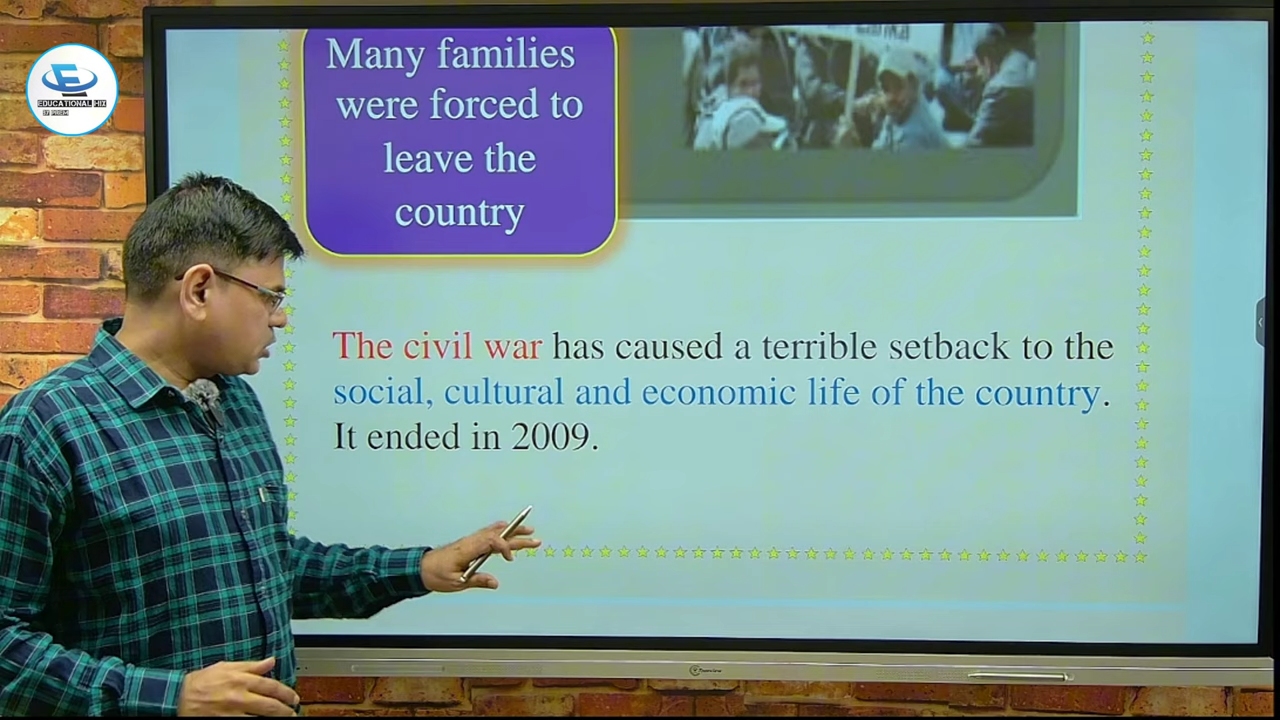 EDUCATIONAL HIX
Many families
were forced to
leave the
country
The civil war has caused a terrible setback to the
social, cultural and economic life of the country.
It ended in 2009.